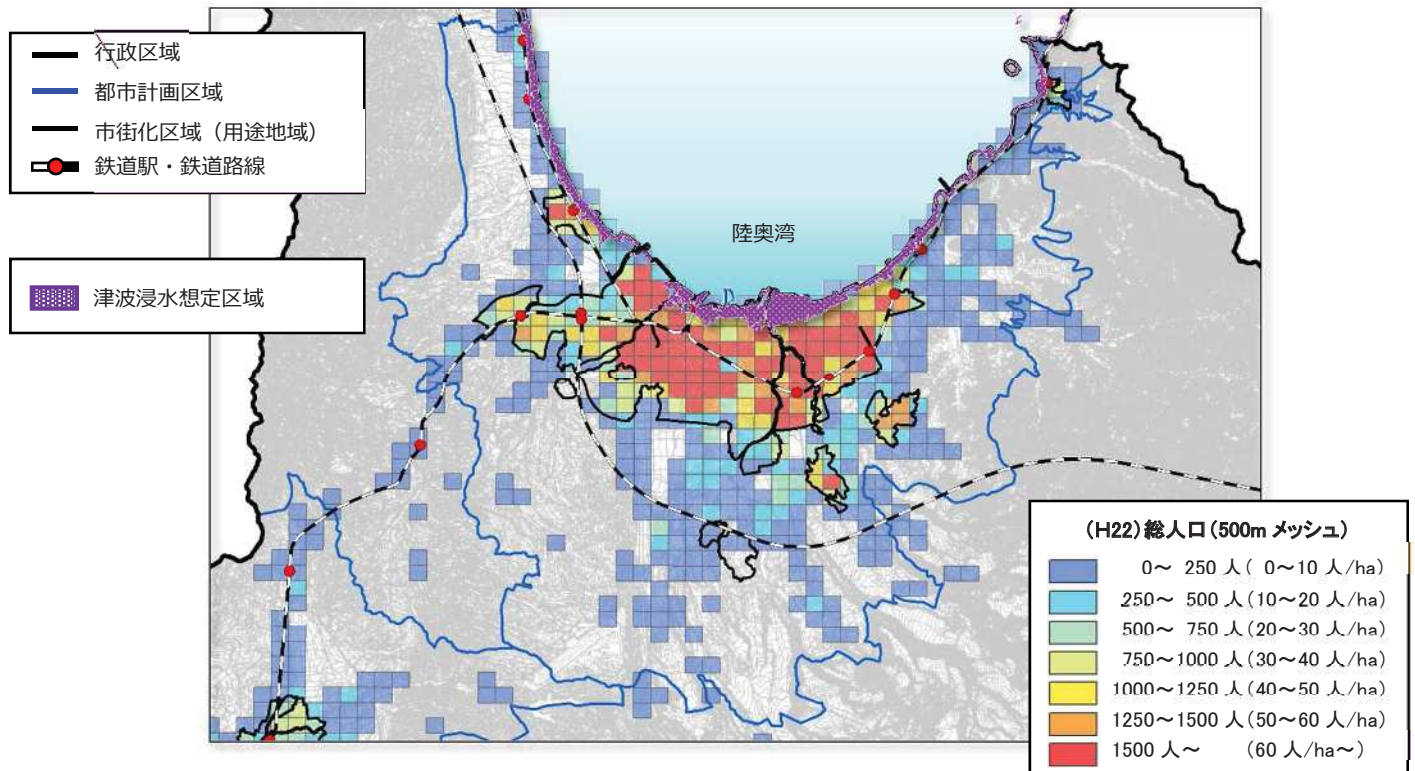 行政区域
都市計画区域
市街化区域（用途地域）
鉄道駅・鉄道路線
津波浸水想定区域
陸奥湾
(H22)総人口(500m メッシュ)
0～ 250 人( 0～10 人/ha)
250～ 500 人(10～20 人/ha)
500～ 750 人(20～30 人/ha)
750～1000 人(30～40 人/ha)
1000～1250 人(40～50 人/ha)
1250～1500 人(50～60 人/ha)
1500 人～ (60 人/ha～)